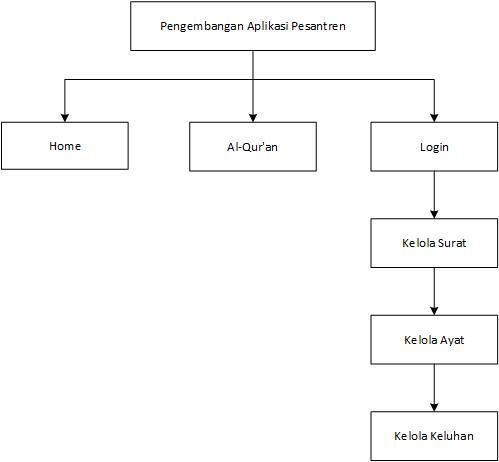 Pengembangan Aplikasi Pesantren
Home
Al-Qur'an
Login
Kelola Surat
Kelola Ayat
Kelola Keluhan